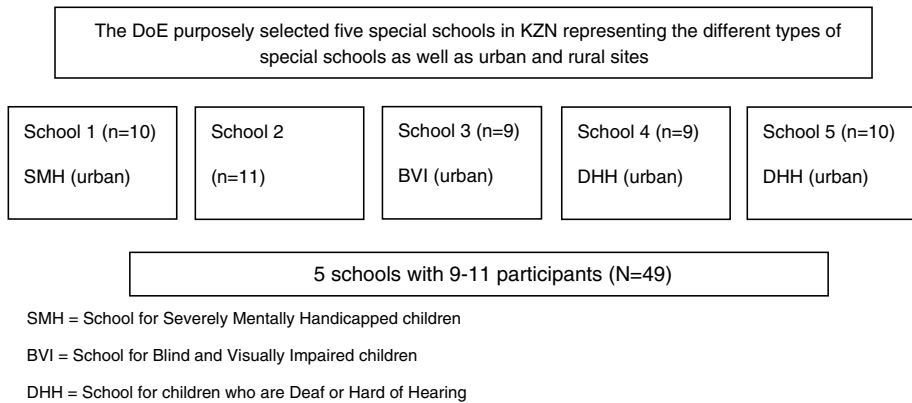 The DoE purposely selected five special schools in KZN representing the different types of
special schools as well as urban and rural sites
School 1 (n=10)
SMH (urban)
School 2
(n=11)
School 3 (n=9)
BVI (urban)
School 4 (n=9)
DHH (urban)
School 5 (n=10)
DHH (urban)
5 schools with 9-11 participants (N=49)
SMH = School for Severely Mentally Handicapped children
BVI = School for Blind and Visually Impaired children
DHH = School for children who are Deaf or Hard of Hearing